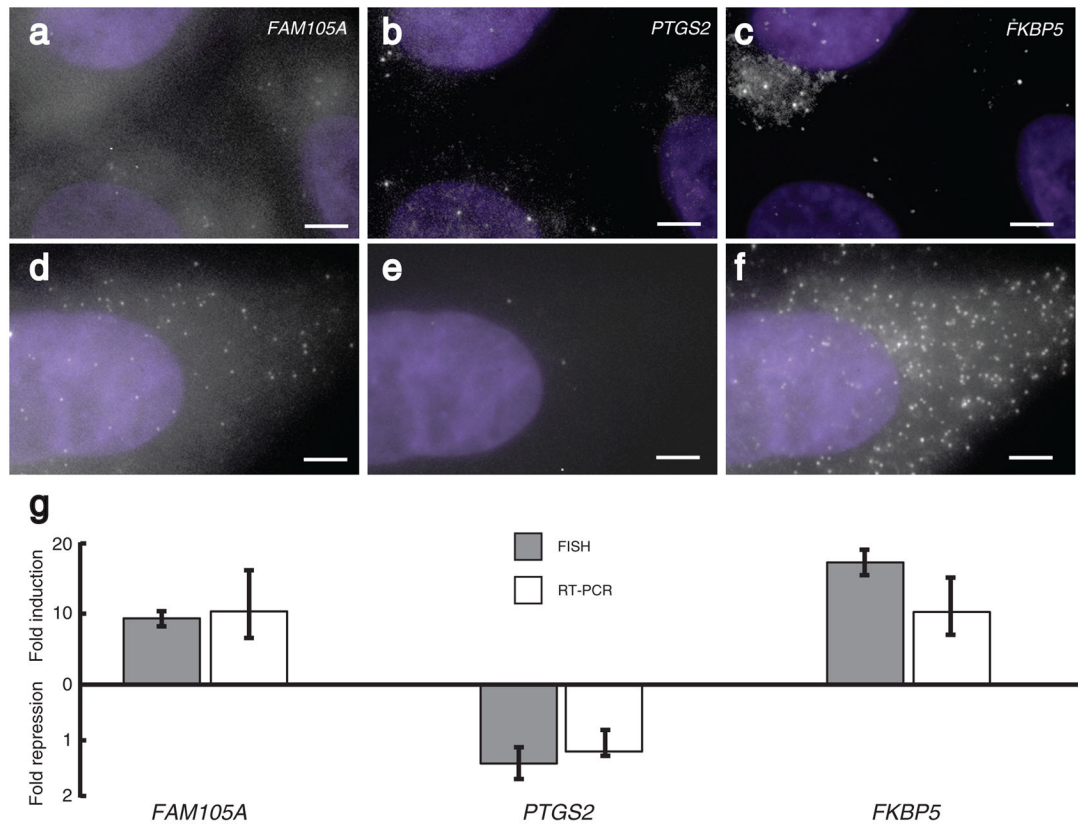 a
FAM105A
b
PTGS2
c
FKBP5
d
e
f
g
Fold induction
Fold repression
20
10
0
1
2
FISH
RT-PCR
FAM105A
PTGS2
FKBP5